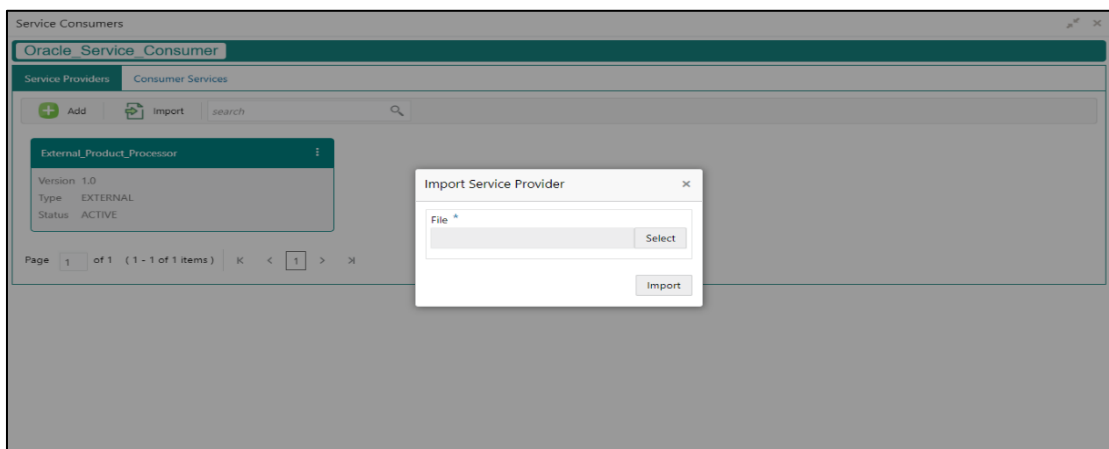 Service Consumers
Oracle_Service_Consumer
Service Providers Consumer Services
Add Import search
External_Product_Processor
Version 1.0
Type EXTERNAL
Status ACTIVE
Page 1 of 1 (1 - 1 of 1 items) K < 1 > >|
Import Service Provider ×
File *
Select
Import